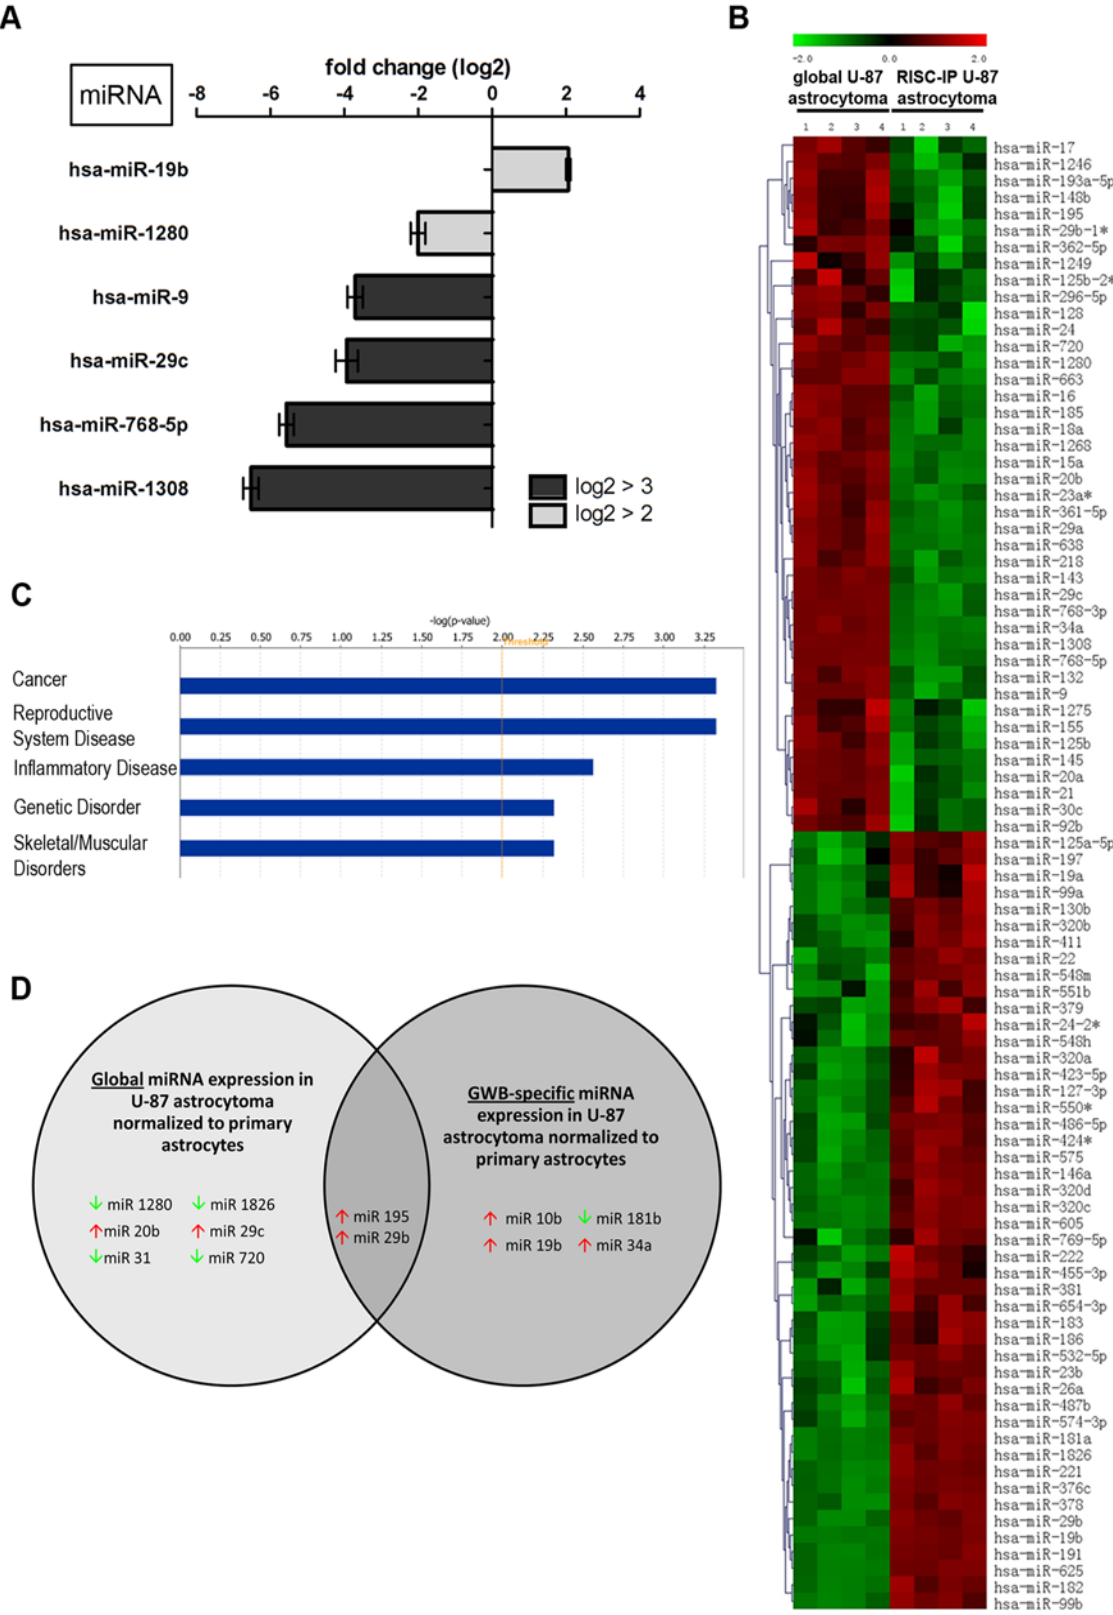 A
fold change (log2)
miRNA
-8 -6 -4 -2 0 2 4
hsa-miR-19b
hsa-miR-1280
hsa-miR-9
hsa-miR-29c
hsa-miR-768-5p
hsa-miR-1308
log2 > 3
log2 > 2
B
-2.0 0.0 2.0
global U-87 RISC-IP U-87
astrocytoma astrocytoma
1 2 3 4 1 2 3 4
hsa-miR-17
hsa-miR-1246
hsa-miR-193a-5p
hsa-miR-148b
hsa-miR-195
hsa-miR-29b-1*
hsa-miR-362-5p
hsa-miR-1249
hsa-miR-125b-2*
hsa-miR-296-5p
hsa-miR-128
hsa-miR-24
hsa-miR-720
hsa-miR-1280
hsa-miR-663
hsa-miR-16
hsa-miR-185
hsa-miR-18a
hsa-miR-1268
hsa-miR-15a
hsa-miR-20b
hsa-miR-23a*
hsa-miR-361-5p
hsa-miR-29a
hsa-miR-638
hsa-miR-218
hsa-miR-143
hsa-miR-29c
hsa-miR-768-3p
hsa-miR-34a
hsa-miR-1308
hsa-miR-768-5p
hsa-miR-132
hsa-miR-9
hsa-miR-1275
hsa-miR-155
hsa-miR-125b
hsa-miR-145
hsa-miR-20a
hsa-miR-21
hsa-miR-30c
hsa-miR-92b
hsa-miR-125a-5p
hsa-miR-197
hsa-miR-19a
hsa-miR-99a
hsa-miR-130b
hsa-miR-320b
hsa-miR-411
hsa-miR-22
hsa-miR-548m
hsa-miR-551b
hsa-miR-379
hsa-miR-24-2*
hsa-miR-548h
hsa-miR-320a
hsa-miR-423-5p
hsa-miR-127-3p
hsa-miR-550*
hsa-miR-486-5p
hsa-miR-424*
hsa-miR-575
hsa-miR-146a
hsa-miR-320d
hsa-miR-320c
hsa-miR-605
hsa-miR-769-5p
hsa-miR-222
hsa-miR-455-3p
hsa-miR-381
hsa-miR-654-3p
hsa-miR-183
hsa-miR-186
hsa-miR-532-5p
hsa-miR-23b
hsa-miR-26a
hsa-miR-487b
hsa-miR-574-3p
hsa-miR-181a
hsa-miR-1826
hsa-miR-221
hsa-miR-376c
hsa-miR-378
hsa-miR-29b
hsa-miR-19b
hsa-miR-191
hsa-miR-625
hsa-miR-182
hsa-miR-99b
C
-log(p-value)
0.00 0.25 0.50 0.75 1.00 1.25 1.50 1.75 2.00 2.25 2.50 2.75 3.00 3.25
Threshold
Cancer
Reproductive
System Disease
Inflammatory Disease
Genetic Disorder
Skeletal/Muscular
Disorders
D
Global miRNA expression in
U-87 astrocytoma
normalized to primary
astrocytes
↓ miR 1280 ↓ miR 1826
↑ miR 20b ↑ miR 29c
↓ miR 31 ↓ miR 720
↑ miR 195
↑ miR 29b
GWB-specific miRNA
expression in U-87
astrocytoma normalized to
primary astrocytes
↑ miR 10b ↓ miR 181b
↑ miR 19b ↑ miR 34a